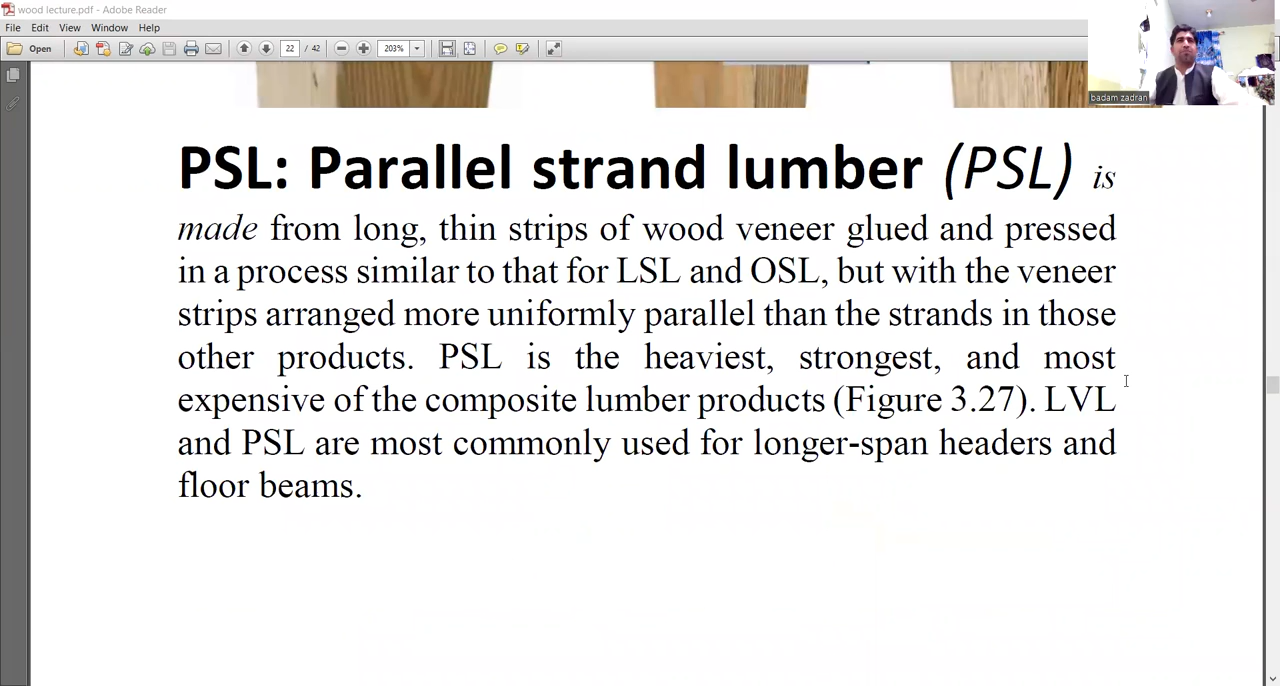 wood lecture.pdf - Adobe Reader
File Edit View Window Help
Open 22 / 42 203%
badam zadran
PSL: Parallel strand lumber (PSL) is
made from long, thin strips of wood veneer glued and pressed
in a process similar to that for LSL and OSL, but with the veneer
strips arranged more uniformly parallel than the strands in those
other products. PSL is the heaviest, strongest, and most
expensive of the composite lumber products (Figure 3.27). LVL
and PSL are most commonly used for longer-span headers and
floor beams.